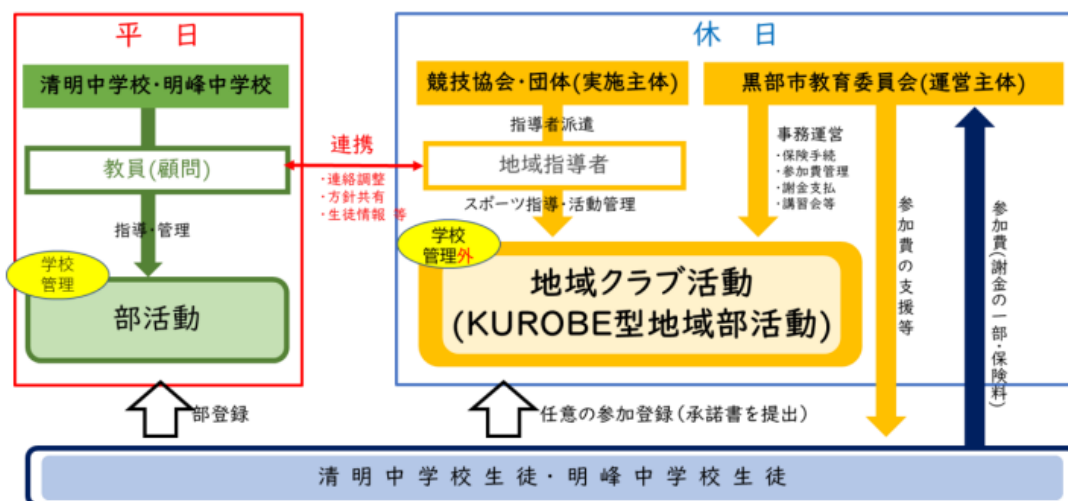 平 日
清明中学校・明峰中学校
教員(顧問)
指導・管理
学校
管理
部活動
部登録
連携
・連絡調整
・方針共有
・生徒情報 等
休 日
競技協会・団体(実施主体)
指導者派遣
地域指導者
スポーツ指導・活動管理
学校
管理外
地域クラブ活動
(KUROBE型地域部活動)
任意の参加登録(承諾書を提出)
黒部市教育委員会(運営主体)
事務運営
・保険手続
・参加費管理
・謝金支払
・講習会等
参加費の支援等
参加費(謝金の一部・保険料)
清明中学校生徒・明峰中学校生徒